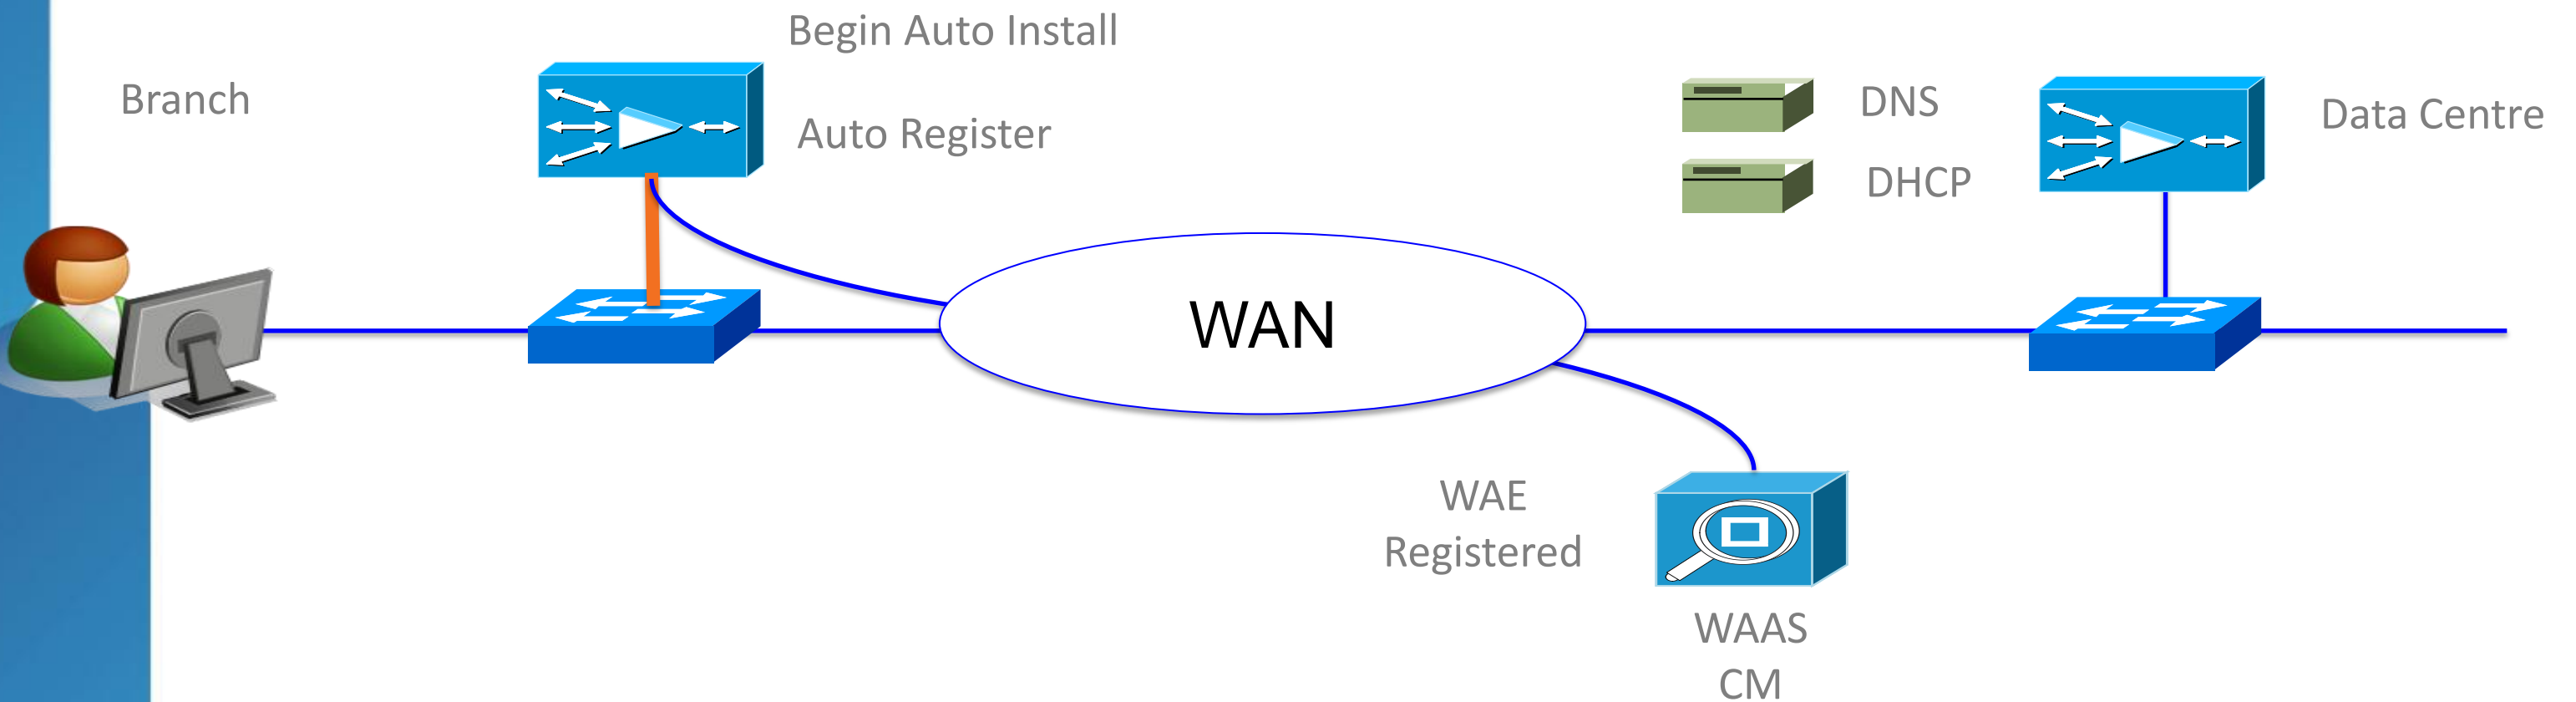 Begin Auto Install
Branch
Auto Register
DNS
DHCP
Data Centre
WAN
WAE
Registered
WAAS
CM